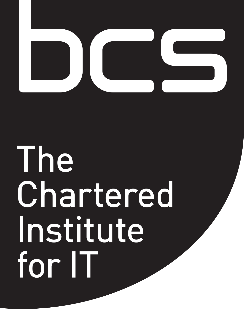 bcs
The
Chartered
Institute
for IT